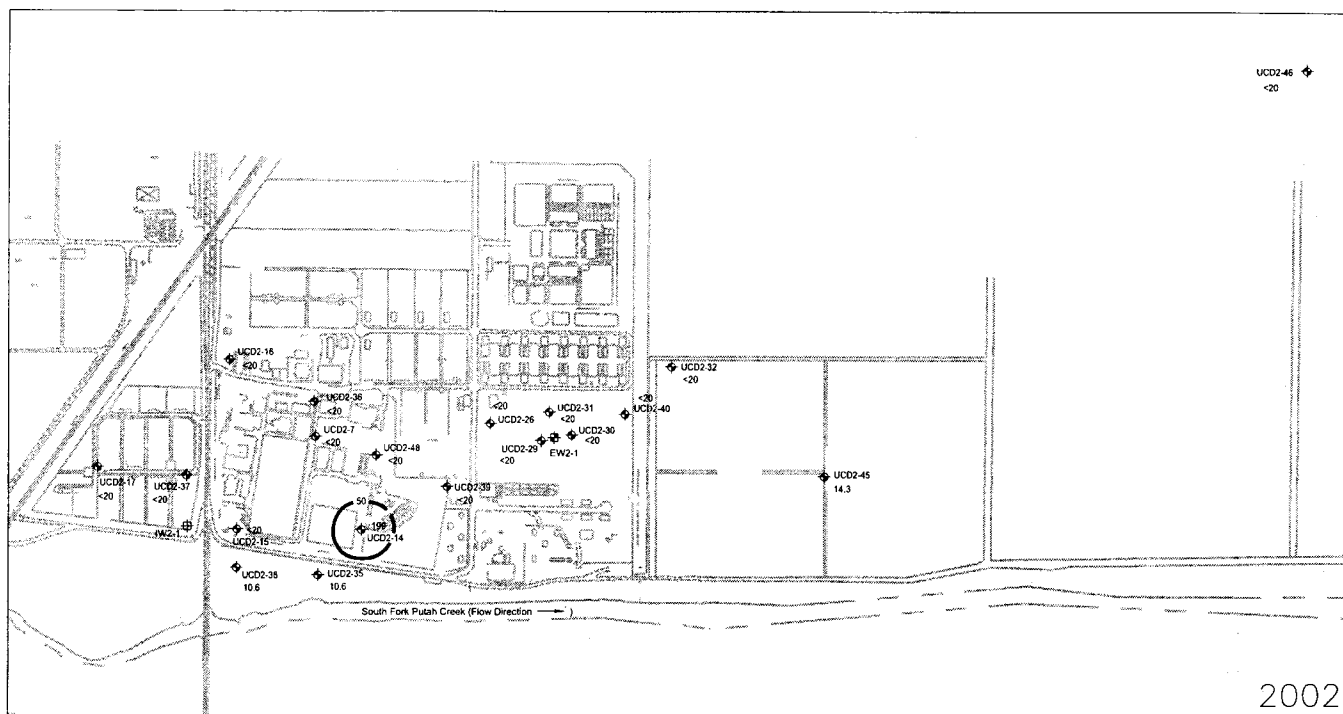 UCD2-46
<20
UCD2-16
<20
UCD2-32
<20
UCD2-36
<20
<20
UCD2-31
<20
<20
UCD2-40
UCD2-26
UCD2-7
<20
UCD2-30
<20
UCD2-29
<20
EW2-1
UCD2-48
<20
UCD2-17
<20
UCD2-37
<20
UCD2-45
14.3
UCD2-39
<20
50
199
UCD2-14
IW2-1
<20
UCD2-15
UCD2-38
10.6
UCD2-35
10.6
South Fork Putah Creek (Flow Direction → )
2002